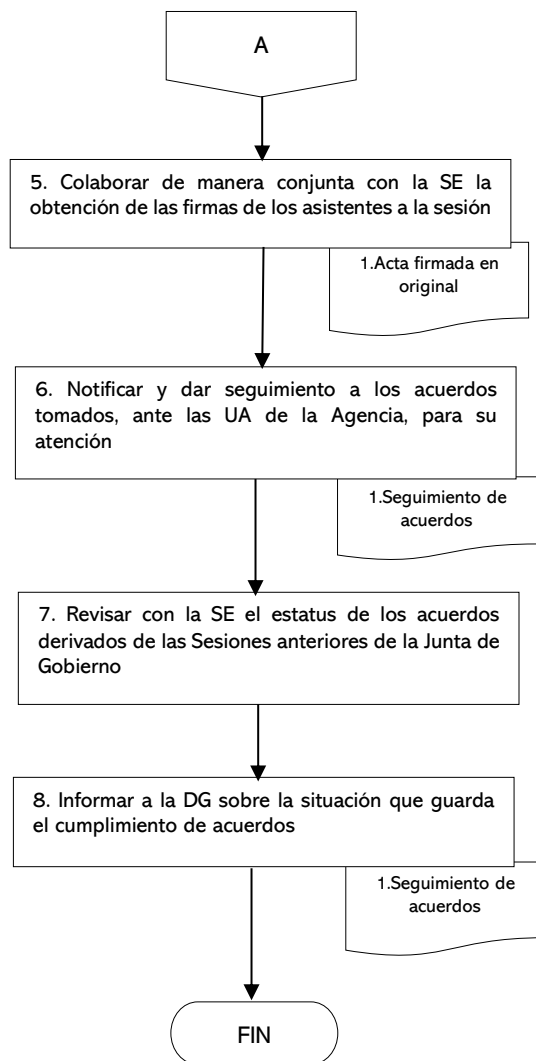 A
5. Colaborar de manera conjunta con la SE la
obtención de las firmas de los asistentes a la sesión
1.Acta firmada en
original
6. Notificar y dar seguimiento a los acuerdos
tomados, ante las UA de la Agencia, para su
atención
1.Seguimiento de
acuerdos
7. Revisar con la SE el estatus de los acuerdos
derivados de las Sesiones anteriores de la Junta de
Gobierno
8. Informar a la DG sobre la situación que guarda
el cumplimiento de acuerdos
1.Seguimiento de
acuerdos
FIN